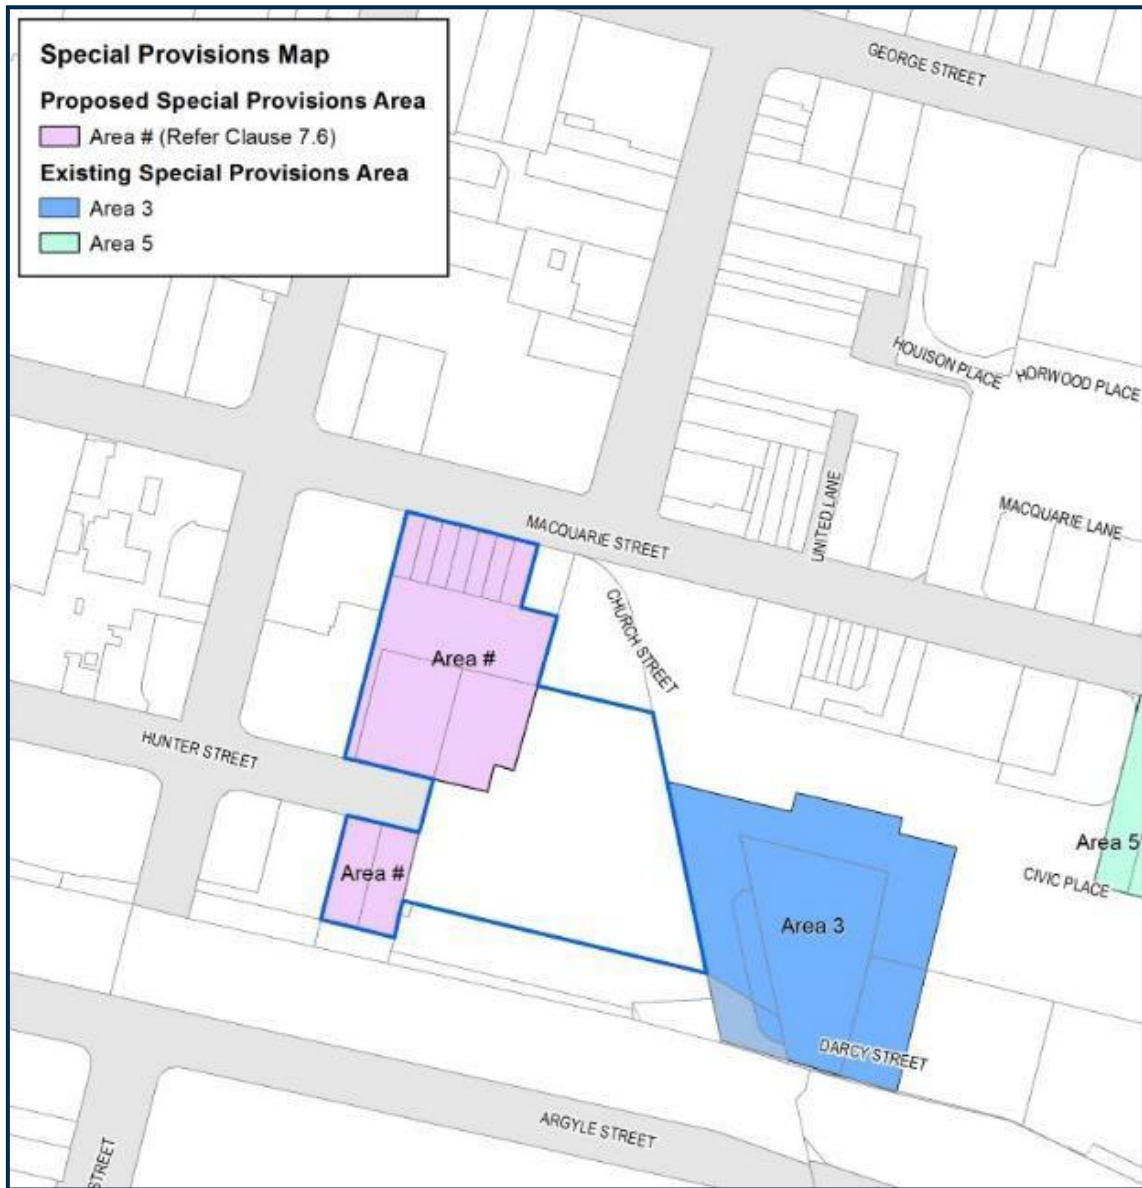 Special Provisions Map
Proposed Special Provisions Area
Area # (Refer Clause 7.6)
Existing Special Provisions Area
Area 3
Area 5
GEORGE STREET
HOUISON PLACE
HORWOOD PLACE
UNITED LANE
MACQUARIE LANE
MACQUARIE STREET
CHURCH STREET
Area #
HUNTER STREET
Area 5
Area #
CIVIC PLACE
Area 3
DARCY STREET
ARGYLE STREET
STREET